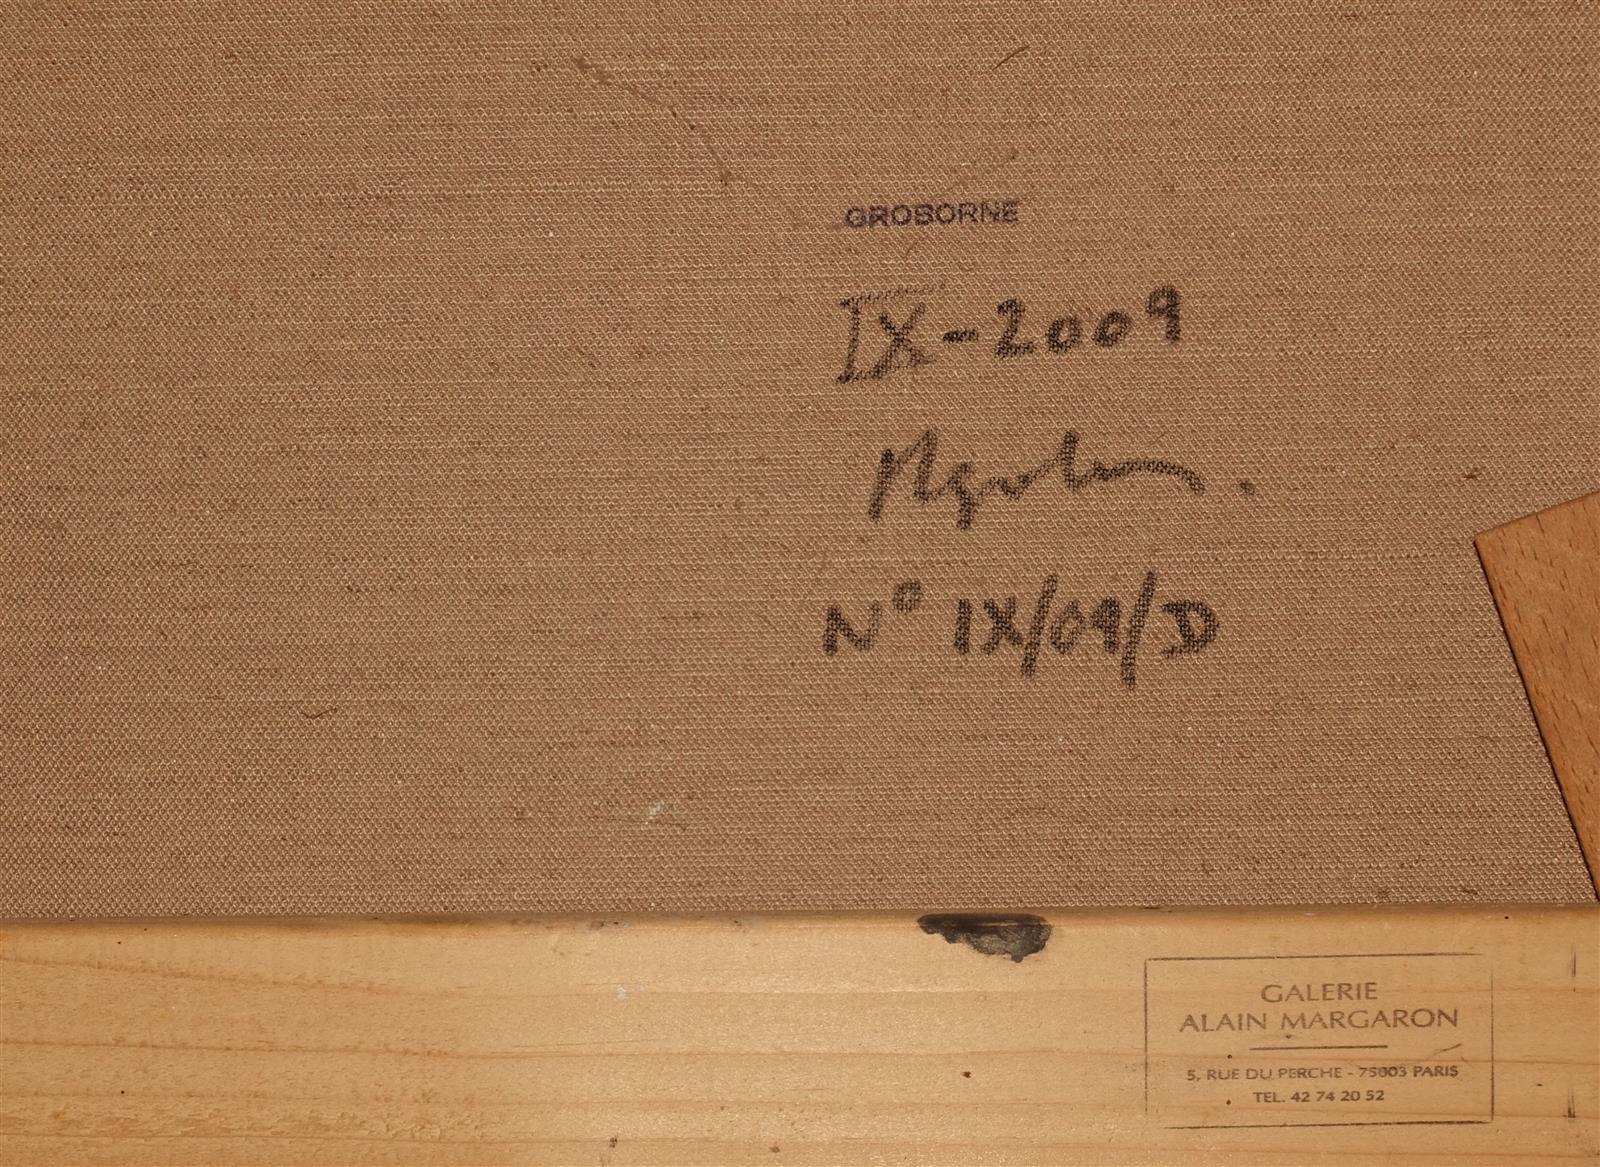 GROBORNE
IX-2009
N° IX/09/D
GALERIE
ALAIN MARGARON
5, RUE DU PERCHE - 75003 PARIS
TEL. 42 74 20 52